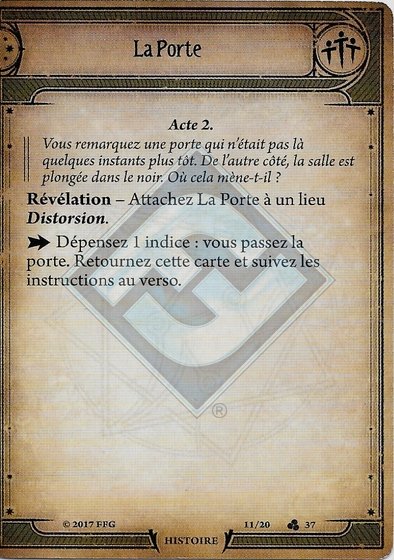 La Porte
Acte 2.
Vous remarquez une porte qui n'était pas là
quelques instants plus tôt. De l'autre côté, la salle est
plongée dans le noir. Où cela mène-t-il ?
Révélation – Attachez La Porte à un lieu
Distorsion.
Dépensez 1 indice : vous passez la
porte. Retournez cette carte et suivez les
instructions au verso.
®
© 2017 FFG 11/20 37
HISTOIRE